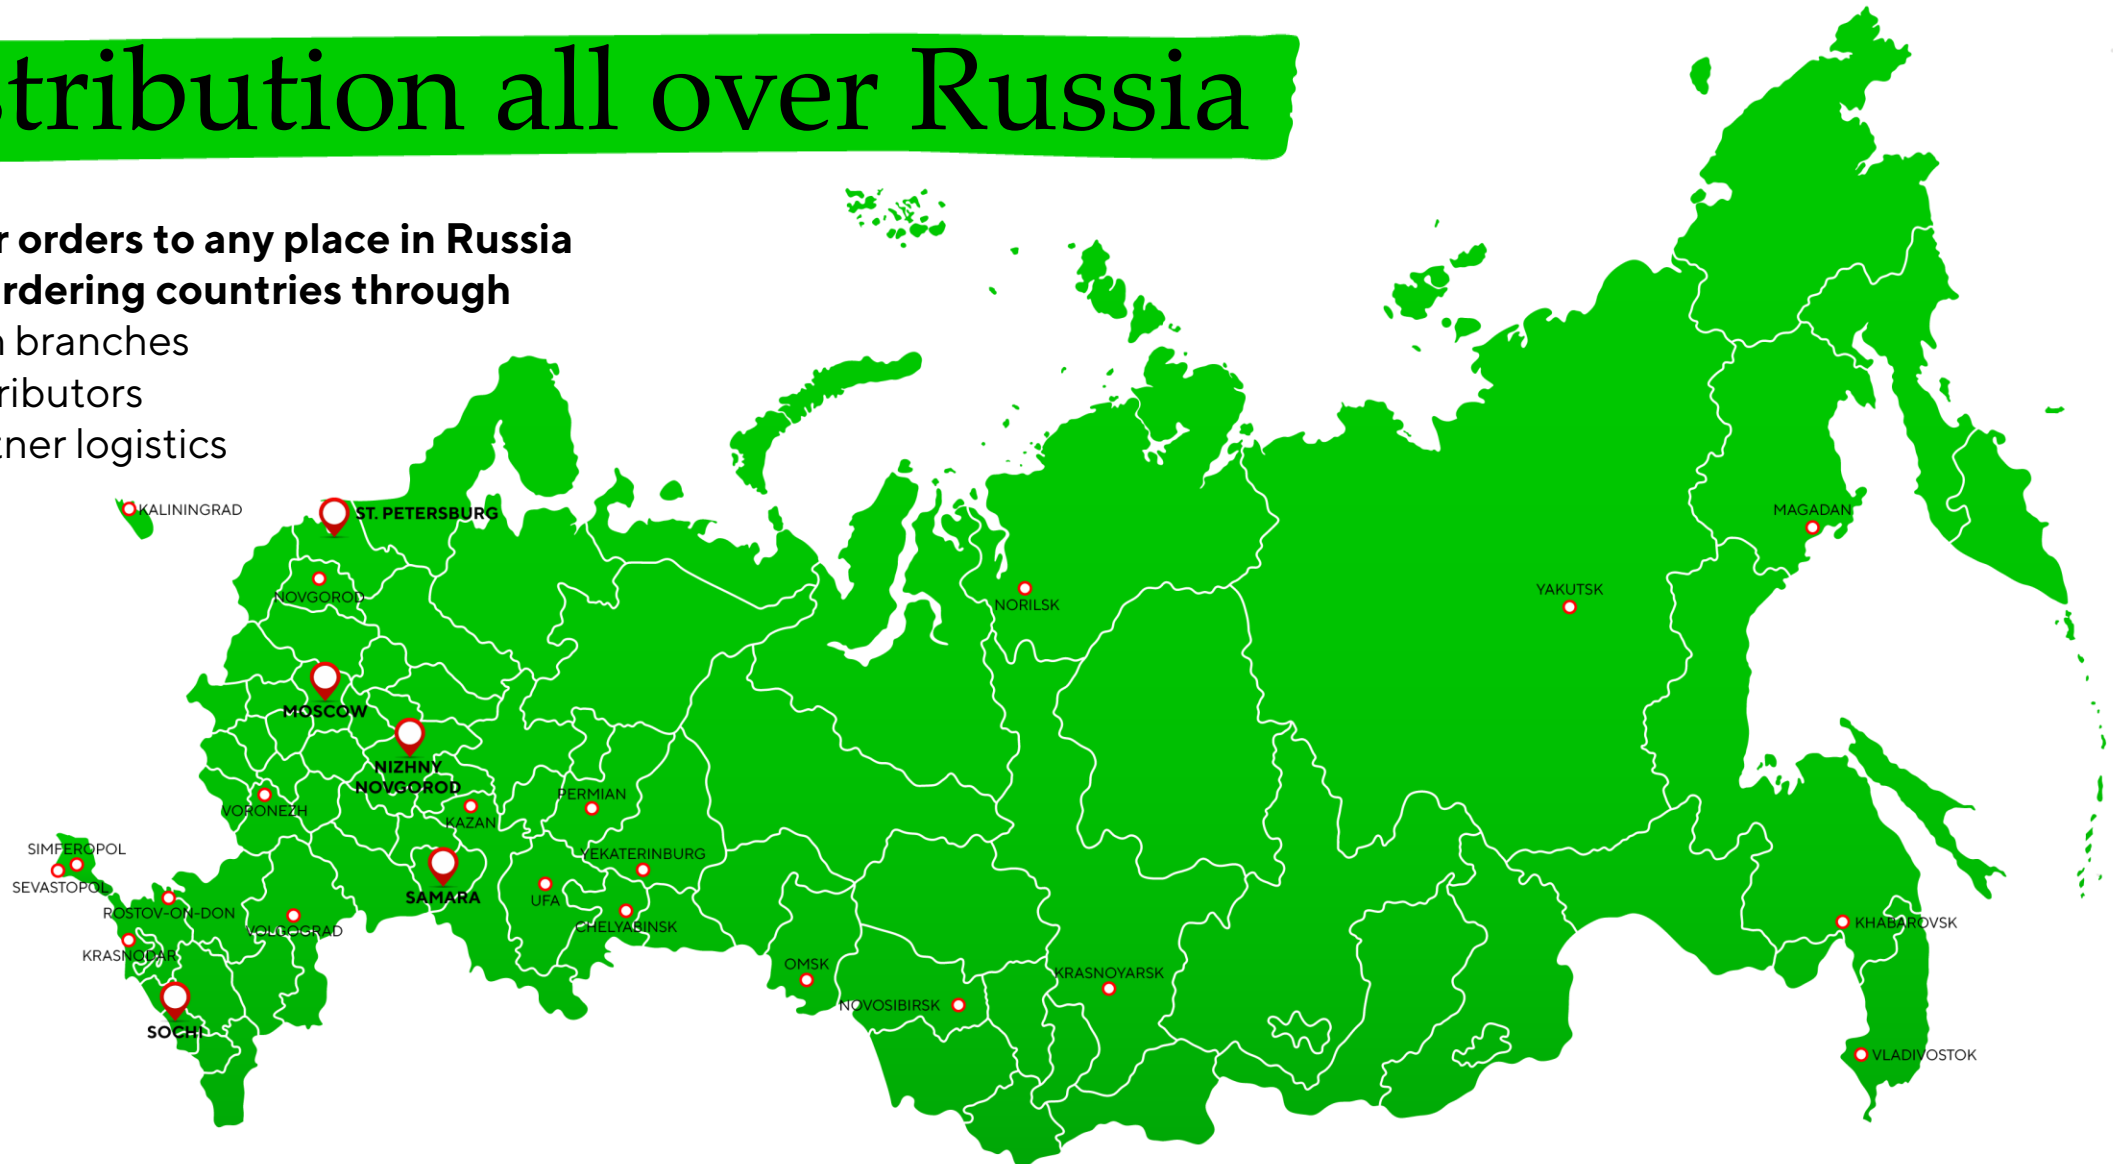 stribution all over Russia
r orders to any place in Russia
rdering countries through
branches
ributors
tner logistics
KALININGRAD
ST. PETERSBURG
MAGADAN
NOVGOROD
NORILSK
YAKUTSK
MOSCOW
NIZHNY
NOVGOROD
PERMIAN
VORONEZH
KAZAN
SIMFEROPOL
YEKATERINBURG
SEVASTOPOL
SAMARA
UFA
ROSTOV-ON-DON
CHELYABINSK
VOLGOGRAD
KHABAROVSK
KRASNODAR
OMSK
KRASNOYARSK
NOVOSIBIRSK
SOCHI
VLADIVOSTOK